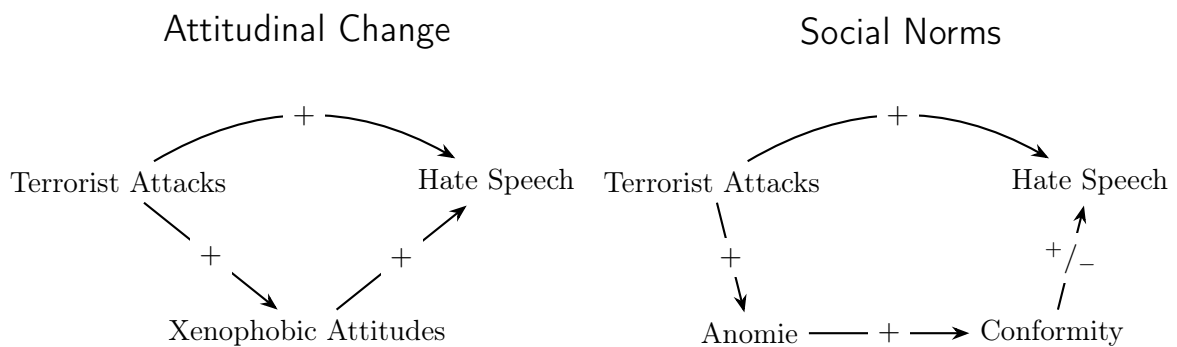 Attitudinal Change
+
Terrorist Attacks
Hate Speech
+
+
Xenophobic Attitudes
Social Norms
+
Terrorist Attacks
Hate Speech
+
+/−
Anomie
+
Conformity